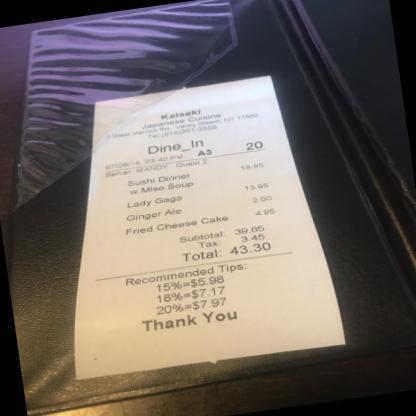 Kaiseki
Japanese Cuisine
West Merrick Rd, Valley Stream, NY 11580
Tel:(516)561-3558
Dine_In
20
07/28/16 03:42 PM A3
Server: MANDY Guest 2
Sushi Dinner 18.95
w.Miso Soup
Lady Gaga 13.95
Ginger Ale 2.00
Fried Cheese Cake 4.95
Subtotal: 39.85
Tax: 3.45
Total: 43.30
Recommended Tips:
15%=$5.98
18%=$7.17
20%=$7.97
Thank You